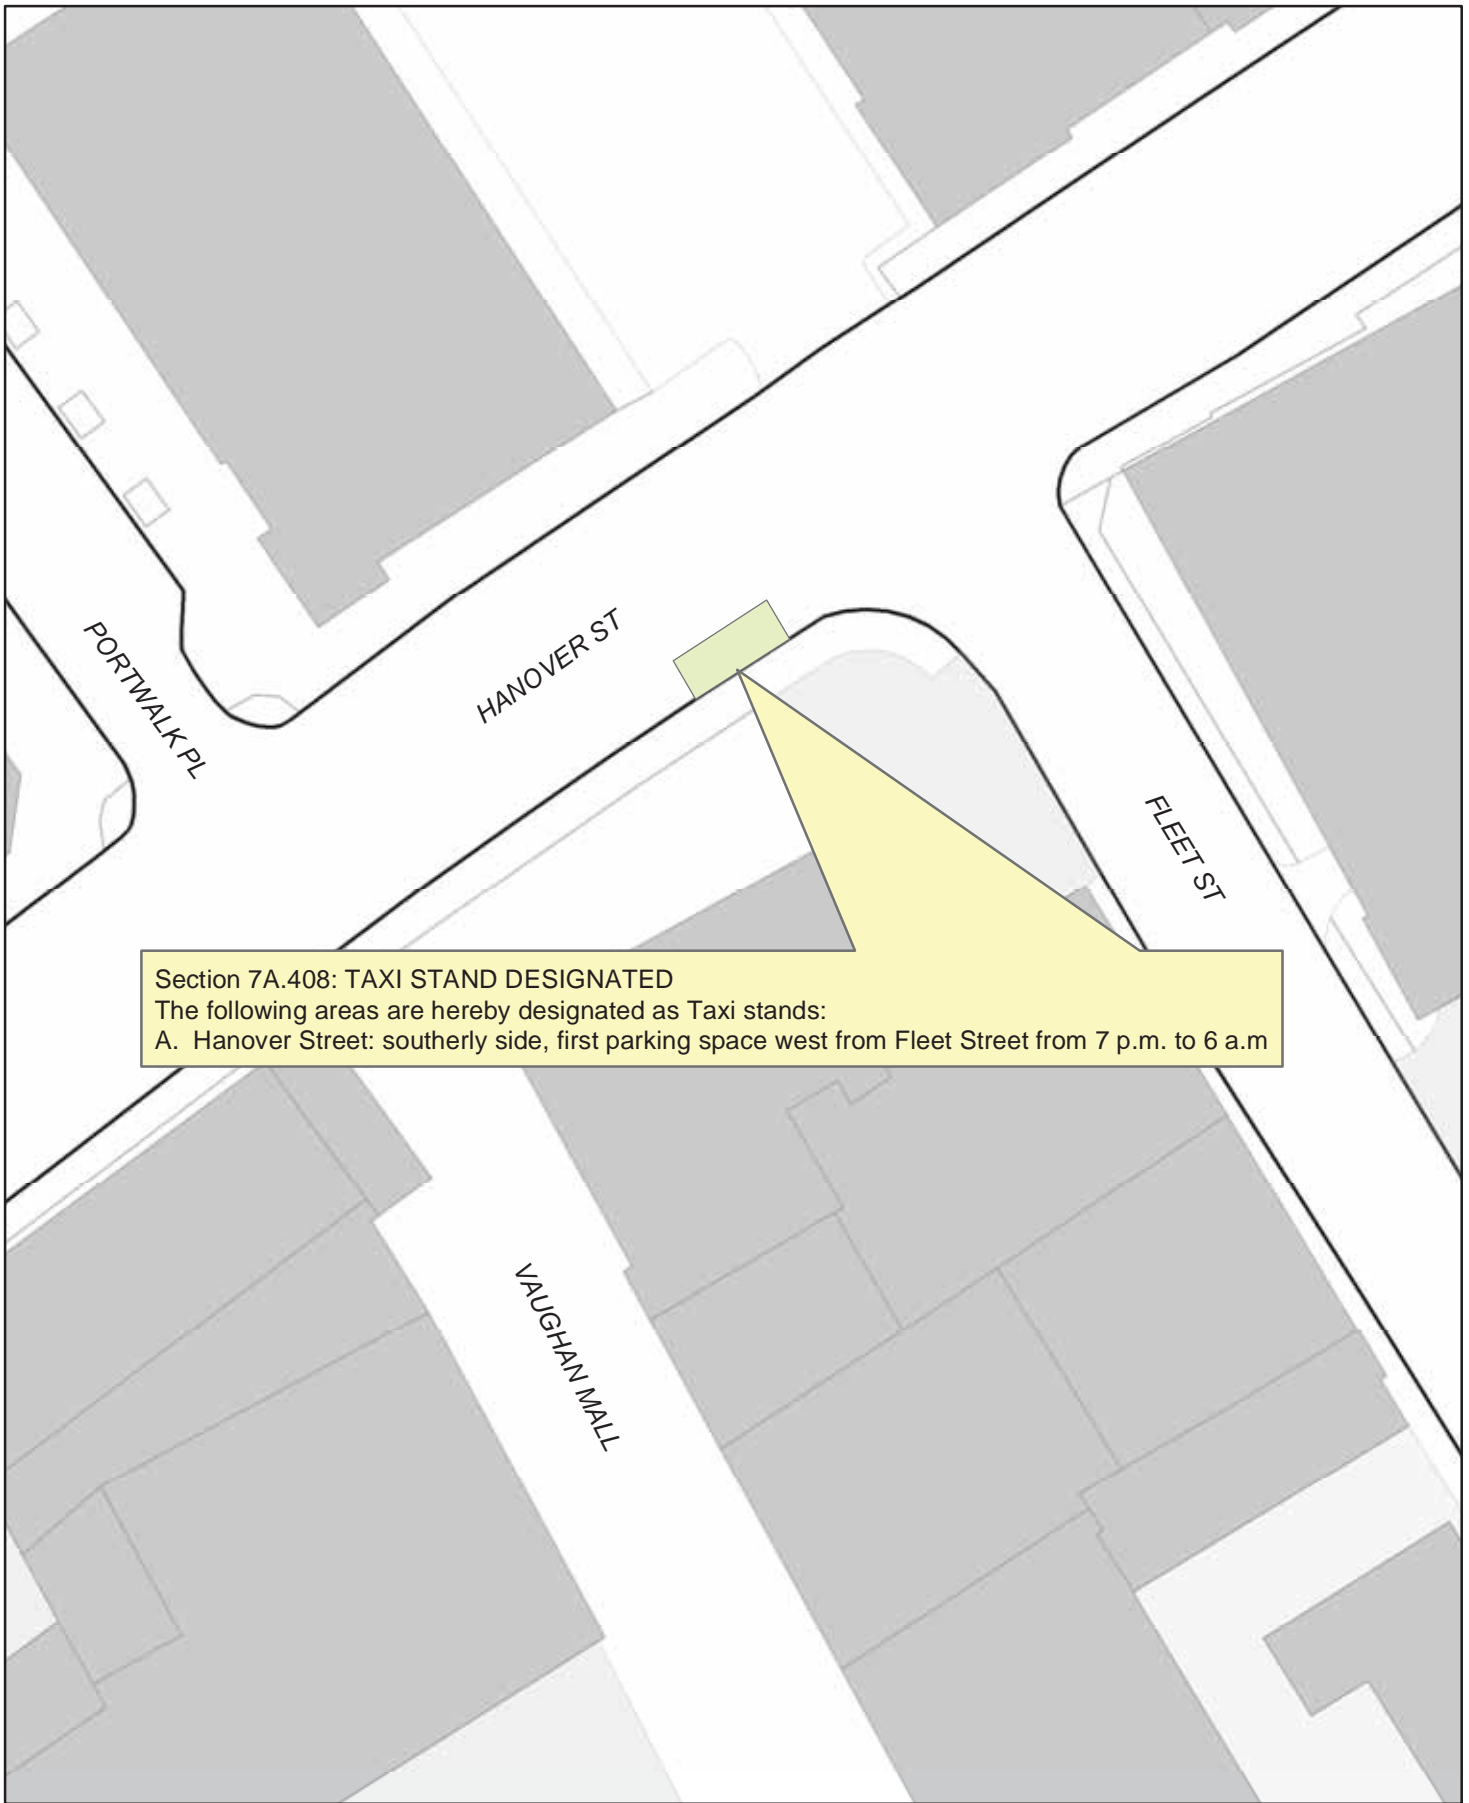 PORTWALK PL
HANOVER ST
FLEET ST
Section 7A.408: TAXI STAND DESIGNATED
The following areas are hereby designated as Taxi stands:
A.  Hanover Street: southerly side, first parking space west from Fleet Street from 7 p.m. to 6 a.m
VAUGHAN MALL